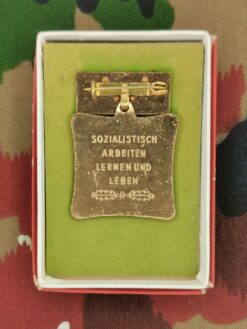 SOZIALISTISCH
ARBEITEN
LERNEN UND
LEBEN